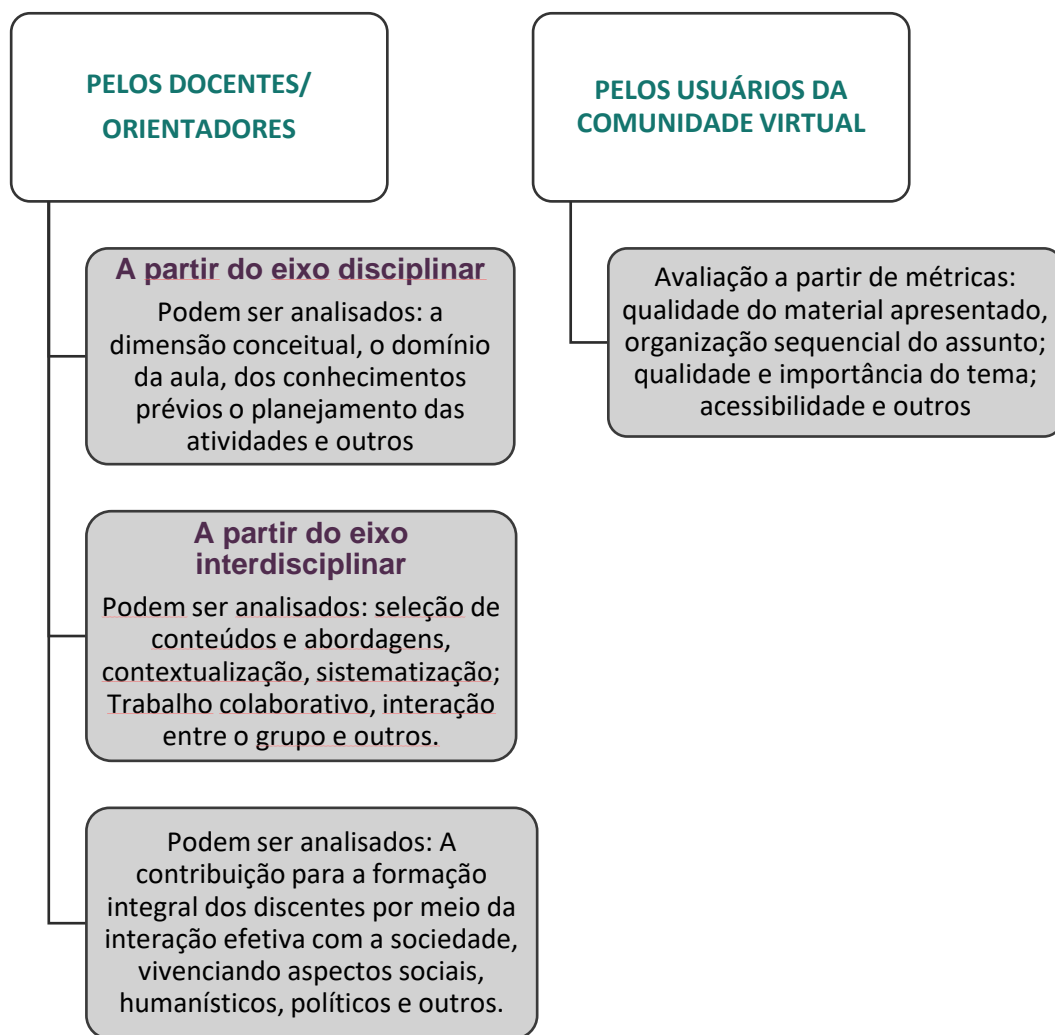 PELOS DOCENTES/
ORIENTADORES
A partir do eixo disciplinar
Podem ser analisados: a
dimensão conceitual, o domínio
da aula, dos conhecimentos
prévios o planejamento das
atividades e outros
A partir do eixo
interdisciplinar
Podem ser analisados: seleção de
conteúdos e abordagens,
contextualização, sistematização;
Trabalho colaborativo, interação
entre o grupo e outros.
Podem ser analisados: A
contribuição para a formação
integral dos discentes por meio da
interação efetiva com a sociedade,
vivenciando aspectos sociais,
humanísticos, políticos e outros.
PELOS USUÁRIOS DA
COMUNIDADE VIRTUAL
Avaliação a partir de métricas:
qualidade do material apresentado,
organização sequencial do assunto;
qualidade e importância do tema;
acessibilidade e outros